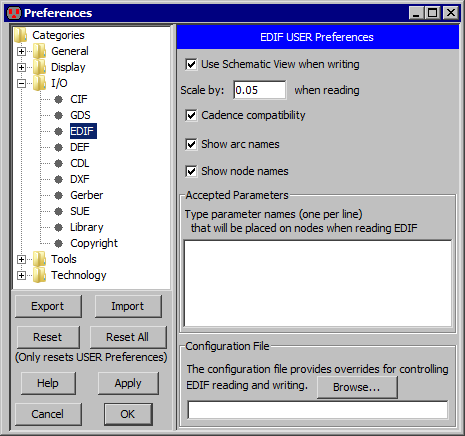 Preferences
Categories
General
Display
I/O
CIF
GDS
EDIF
DEF
CDL
DXF
Gerber
SUE
Library
Copyright
Tools
Technology
Export Import
Reset Reset All
(Only resets USER Preferences)
Help Apply
Cancel OK
EDIF USER Preferences
Use Schematic View when writing
Scale by: 0.05 when reading
Cadence compatibility
Show arc names
Show node names
Accepted Parameters
Type parameter names (one per line)
that will be placed on nodes when reading EDIF
Configuration File
The configuration file provides overrides for controlling
EDIF reading and writing. Browse...